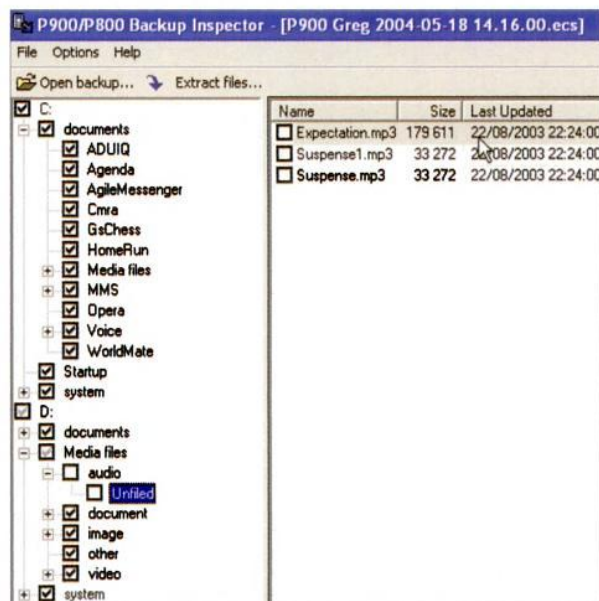 P900/P800 Backup Inspector - [P900 Greg 2004-05-18 14.16.00.ecs]
File Options Help
Open backup... Extract files...
C:
documents
ADUIQ
Agenda
AgileMessenger
Cmra
GsChess
HomeRun
Media files
MMS
Opera
Voice
WorldMate
Startup
system
D:
documents
Media files
audio
Unfiled
document
image
other
video
system
Name Size Last Updated
Expectation.mp3 179 611 22/08/2003 22:24:00
Suspense1.mp3 33 272 22/08/2003 22:24:00
Suspense.mp3 33 272 22/08/2003 22:24:00